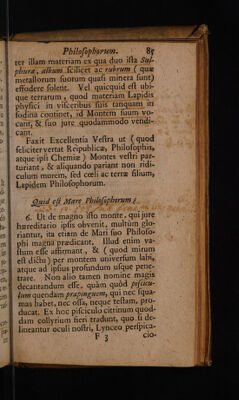 Philosophorum. 85
ter illam materiam ex qua duo ista Sul-
phura, album scilicet ac rubrum (quæ
metallorum suorum quasi minera sunt)
effodere solent. Vel quicquid est ubi-
que terrarum, quod materiam Lapidis
physici in visceribus suis tanquam in
fodina continet, id Montem suum vo-
cant, & suo jure quodammodo vendi-
cant.
Faxit Excellentia Vestra ut (quod
feliciter vertat Reipublicæ, Philosophis,
atque ipsi Chemiæ) Montes vestri par-
turiant, & aliquando pariant non ridi-
culum murem, sed cœli ac terræ filium,
Lapidem Philosophorum.
Quid est Mare Philosophorum?
6. Ut de magno isto monte, qui jure
hæreditario ipsis obvenit, multùm glo-
riantur, ita etiam de Mari suo Philoso-
phi magna prædicant. Illud enim va-
stum esse affirmant, & (quod mirum
est dictu) per montem universum labi,
atque ad ipsius profundum usque pene-
trare. Non alio tamen nomine magis
decantandum esse, quàm quòd piscicu-
lum quendam prapinguem, qui nec squa-
mas habet, nec ossa, neque testam, pro-
ducat. Ex hoc pisciculo citrinum quod-
dam collyrium fieri tradunt, quo si de-
lineantur oculi nostri, Lynceo perspica-
F 3 cio-